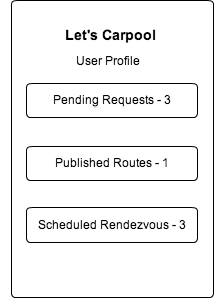 Let's Carpool
User Profile
Pending Requests - 3
Published Routes - 1
Scheduled Rendezvous - 3